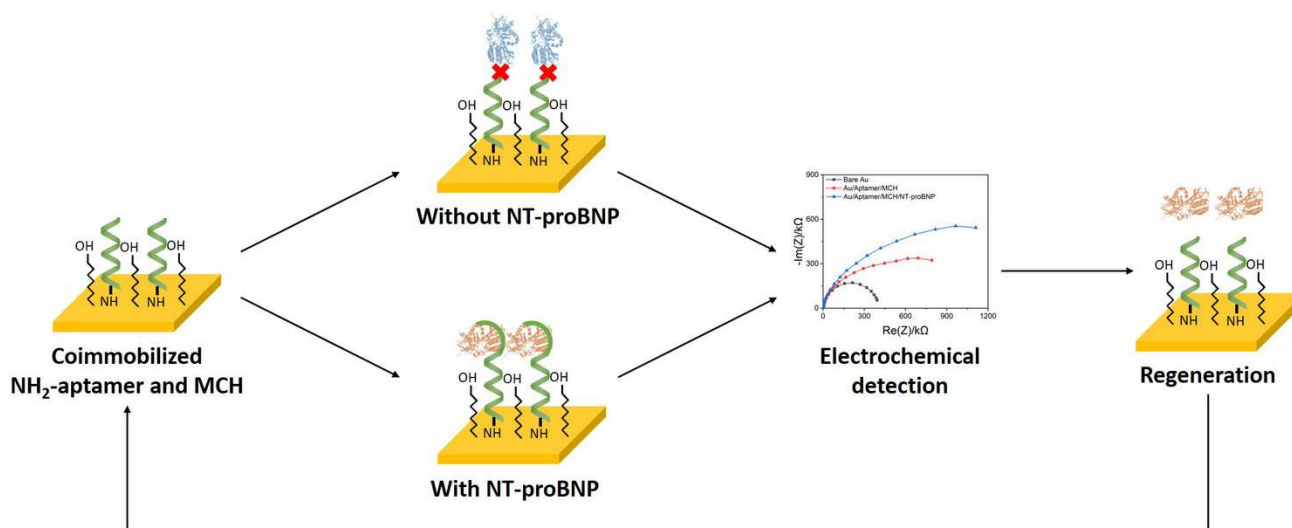 OH
OH
OH
NH
NH
Coimmobilized
NH₂-aptamer and MCH
OH
OH
OH
NH
NH
Without NT-proBNP
OH
OH
OH
NH
NH
With NT-proBNP
Bare Au
Au/Aptamer/MCH
Au/Aptamer/MCH/NT-proBNP
900
600
300
0
-Im(Z)/kΩ
0 300 600 900 1200
Re(Z)/kΩ
Electrochemical
detection
OH
OH
OH
NH
NH
Regeneration